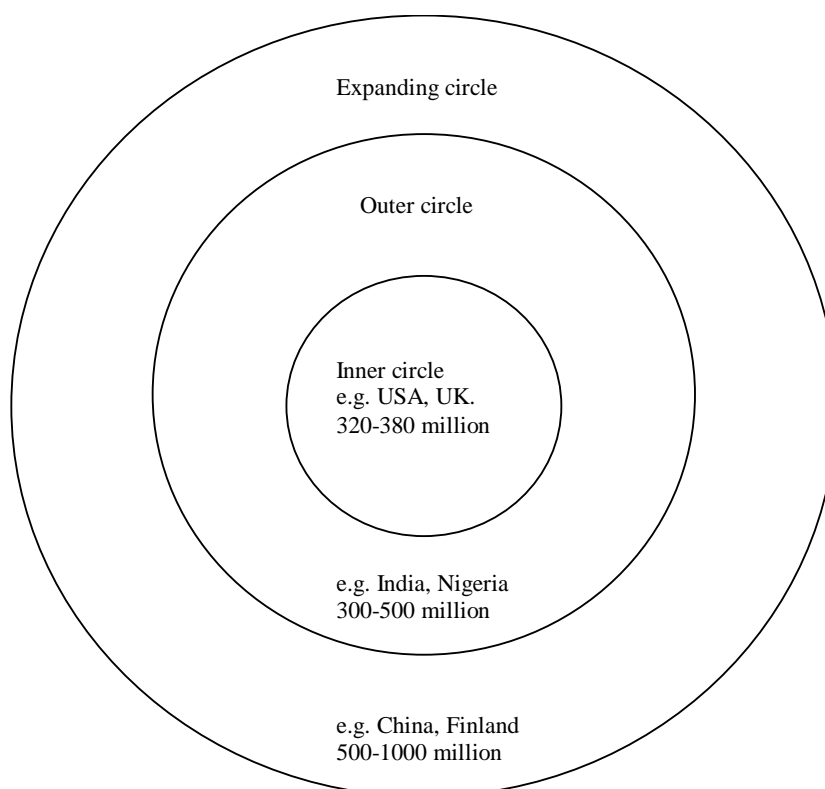 Expanding circle
Outer circle
Inner circle
e.g. USA, UK.
320-380 million
e.g. India, Nigeria
300-500 million
e.g. China, Finland
500-1000 million